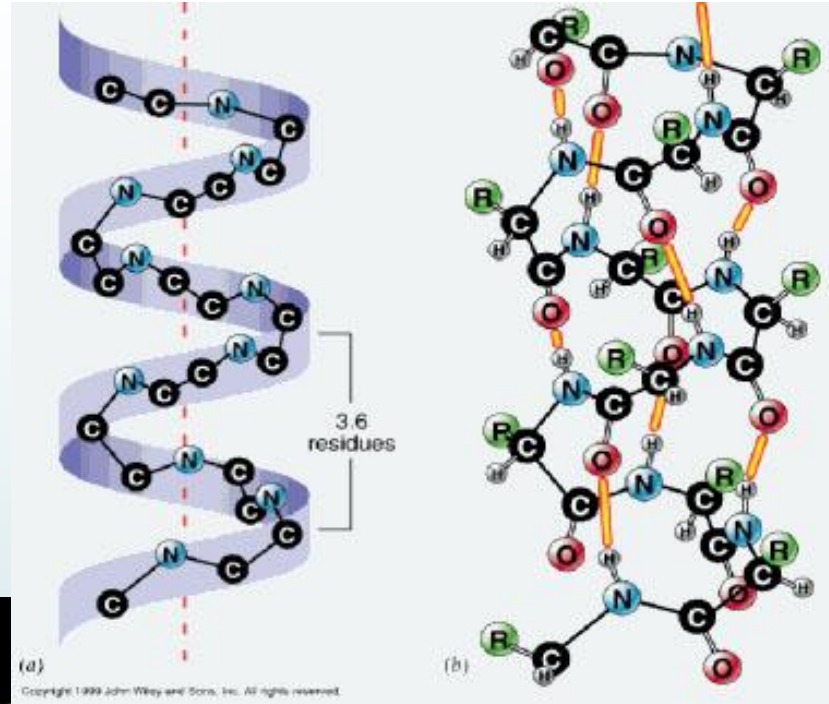 C C N
C
N C
N C C
C
N C C N
C
C
N C
N C C
C
3.6
residues
N C
C C N
C
N C
C
(a)
R
C C N R
H O H C
O N H
H R C
N C C O
R H H
C N O H
H C C R N R
H C C H
O H N
H R O C
N C C H O
R C H
H O H
C N C R H
O H C N R
H C C
N O H
R C
C O
H
(b)
Copyright 1999 John Wiley and Sons, Inc. All rights reserved.